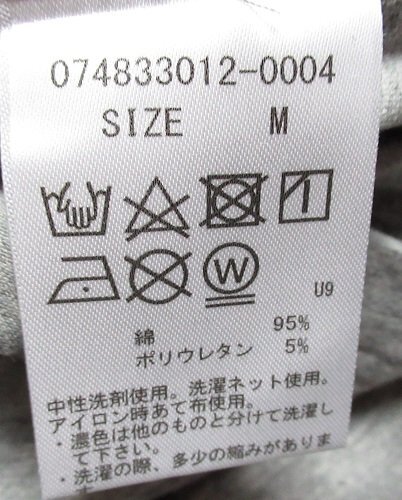 074833012-0004
SIZE M
W
U9
綿 95%
ポリウレタン 5%
中性洗剤使用。洗濯ネット使用。
アイロン時あて布使用。
・濃色は他のものと分けて洗濯し
て下さい。
・洗濯の際、多少の縮みがありま